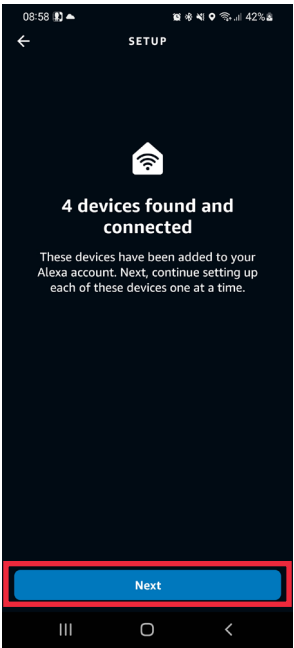 08:58 42%
SETUP
4 devices found and
connected
These devices have been added to your
Alexa account. Next, continue setting up
each of these devices one at a time.
Next